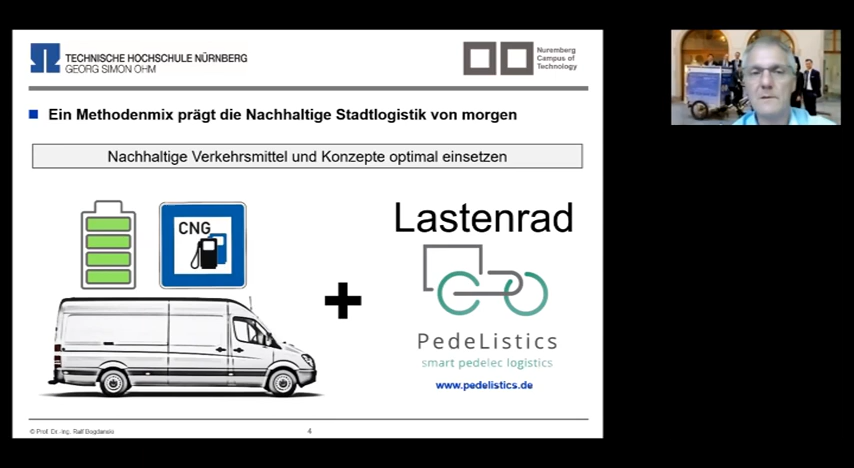 TECHNISCHE HOCHSCHULE NÜRNBERG
GEORG SIMON OHM
Nuremberg
Campus of
Technology
Ein Methodenmix prägt die Nachhaltige Stadtlogistik von morgen
Nachhaltige Verkehrsmittel und Konzepte optimal einsetzen
CNG
+
Lastenrad
PedeListics
smart pedelec logistics
www.pedelistics.de
© Prof. Dr.-Ing. Ralf Bogdanski
4